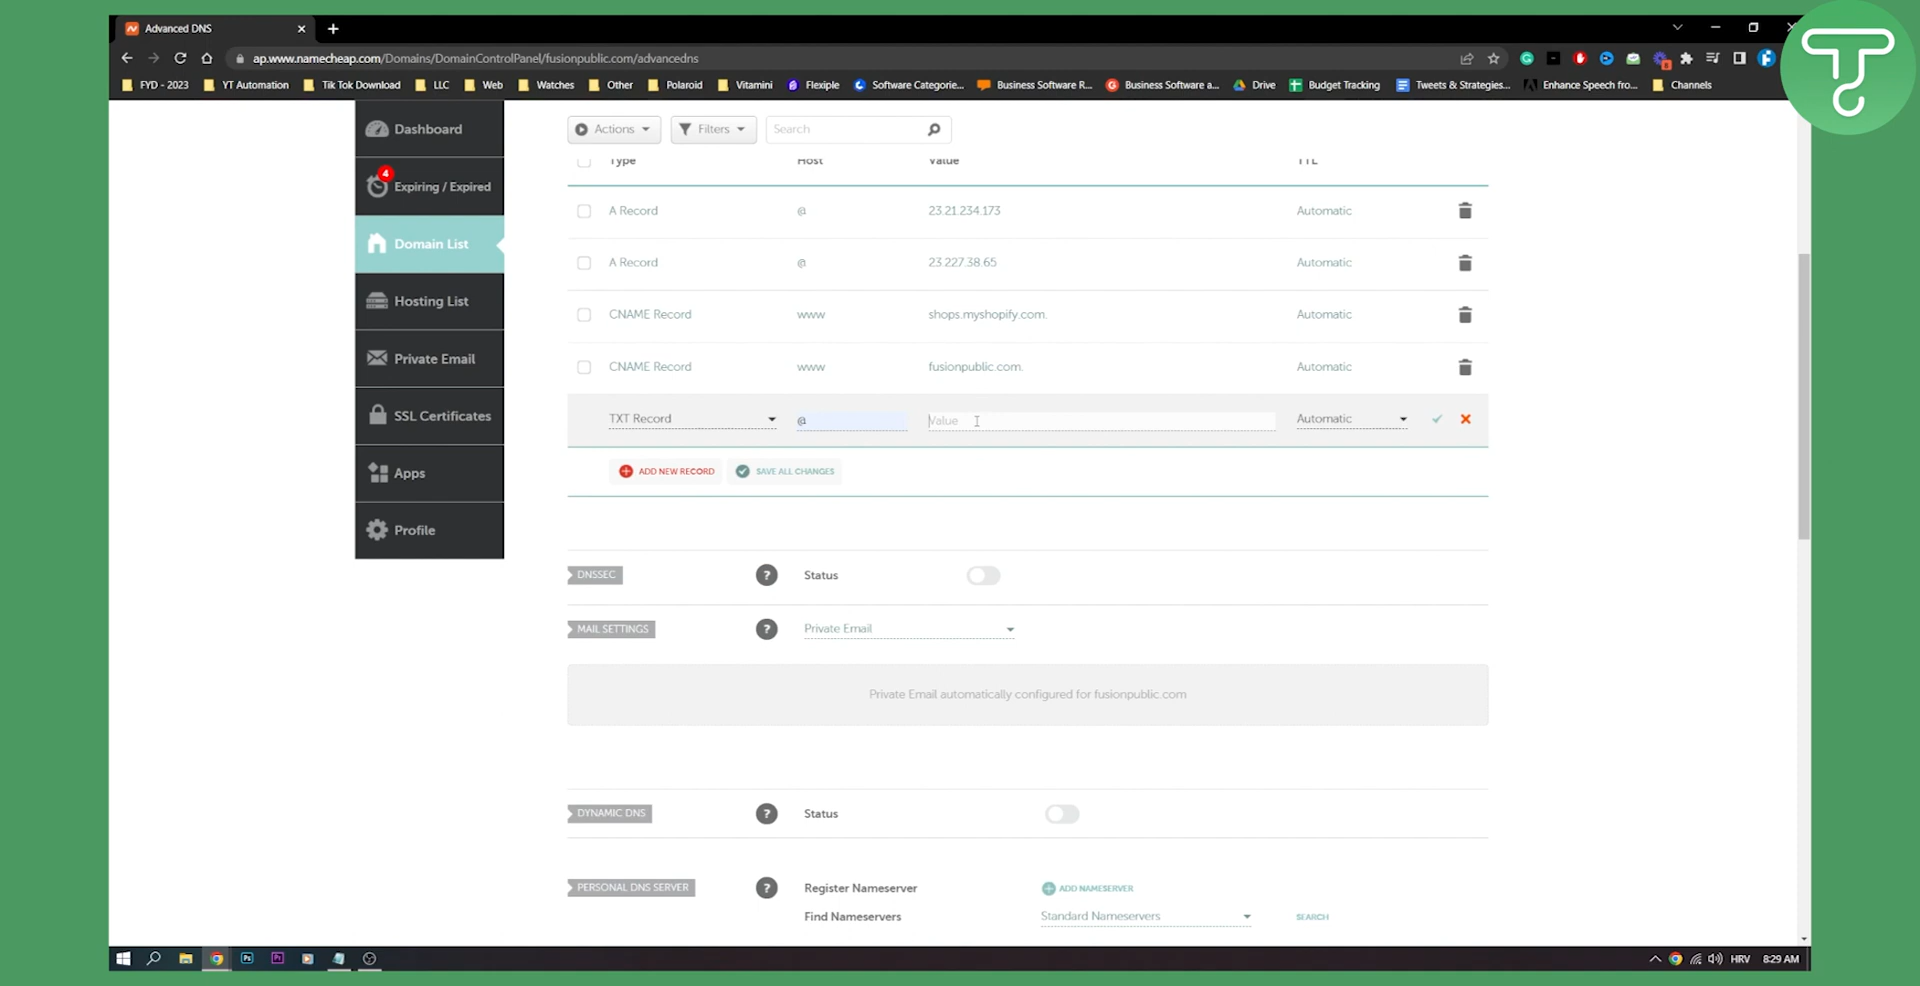 Advanced DNS
ap.www.namecheap.com/Domains/DomainControlPanel/fusionpublic.com/advancedns
FYD - 2023 YT Automation Tik Tok Download LLC Web Watches Other Polaroid Vitamini Flexiple Software Categorie... Business Software R... Business Software a... Drive Budget Tracking Tweets & Strategies... Enhance Speech fro... Channels
Dashboard
4
Expiring / Expired
Domain List
Hosting List
Private Email
SSL Certificates
Apps
Profile
Actions Filters Search
Type Host Value TTL
A Record @ 23.21.234.173 Automatic
A Record @ 23.227.38.65 Automatic
CNAME Record www shops.myshopify.com. Automatic
CNAME Record www fusionpublic.com. Automatic
TXT Record @ Value Automatic
ADD NEW RECORD SAVE ALL CHANGES
DNSSEC ? Status
MAIL SETTINGS ? Private Email
Private Email automatically configured for fusionpublic.com
DYNAMIC DNS ? Status
PERSONAL DNS SERVER ? Register Nameserver ADD NAMESERVER
Find Nameservers Standard Nameservers SEARCH
HRV 8:29 AM